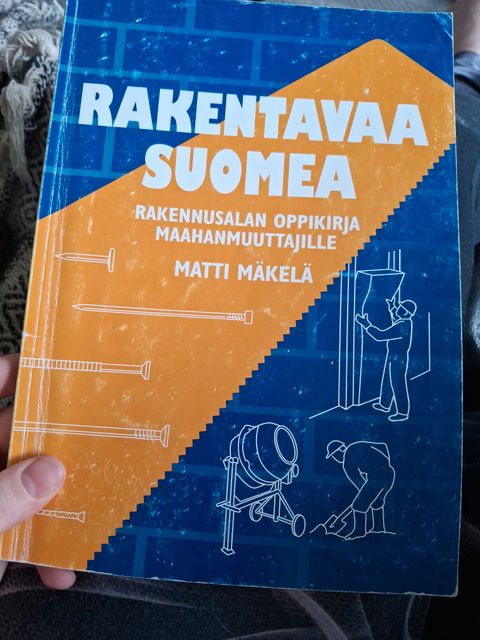 RAKENTAVAA
SUOMEA
RAKENNUSALAN OPPIKIRJA
MAAHANMUUTTAJILLE
MATTI MÄKELÄ